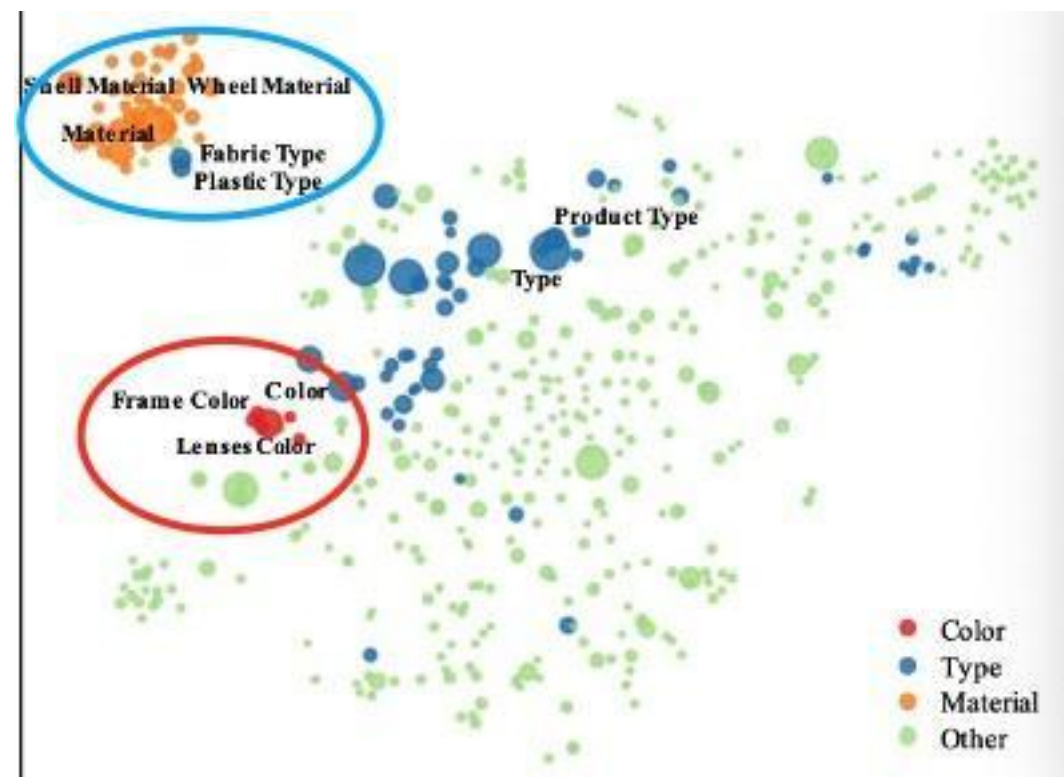 Shell Material Wheel Material
Material
Fabric Type
Plastic Type
Product Type
Type
Frame Color Color
Lenses Color
Color
Type
Material
Other